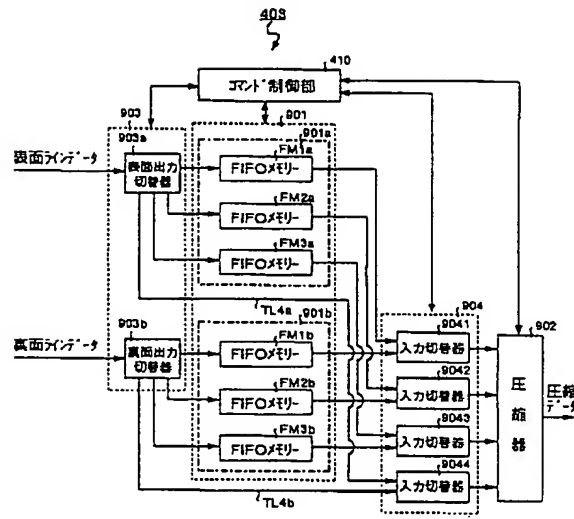 409
410
コマンド制御部
903
903a
901
901a
表面ラインデータ
表面出力
切替器
FM1a
FIFOメモリー
FM2a
FIFOメモリー
FM3a
FIFOメモリー
TL4a
901b
904
903b
FM1b
9041
902
裏面ラインデータ
裏面出力
切替器
FIFOメモリー
入力切替器
FM2b
9042
FIFOメモリー
入力切替器
FM3b
9043
FIFOメモリー
入力切替器
9044
入力切替器
TL4b
圧縮器
圧縮
データ